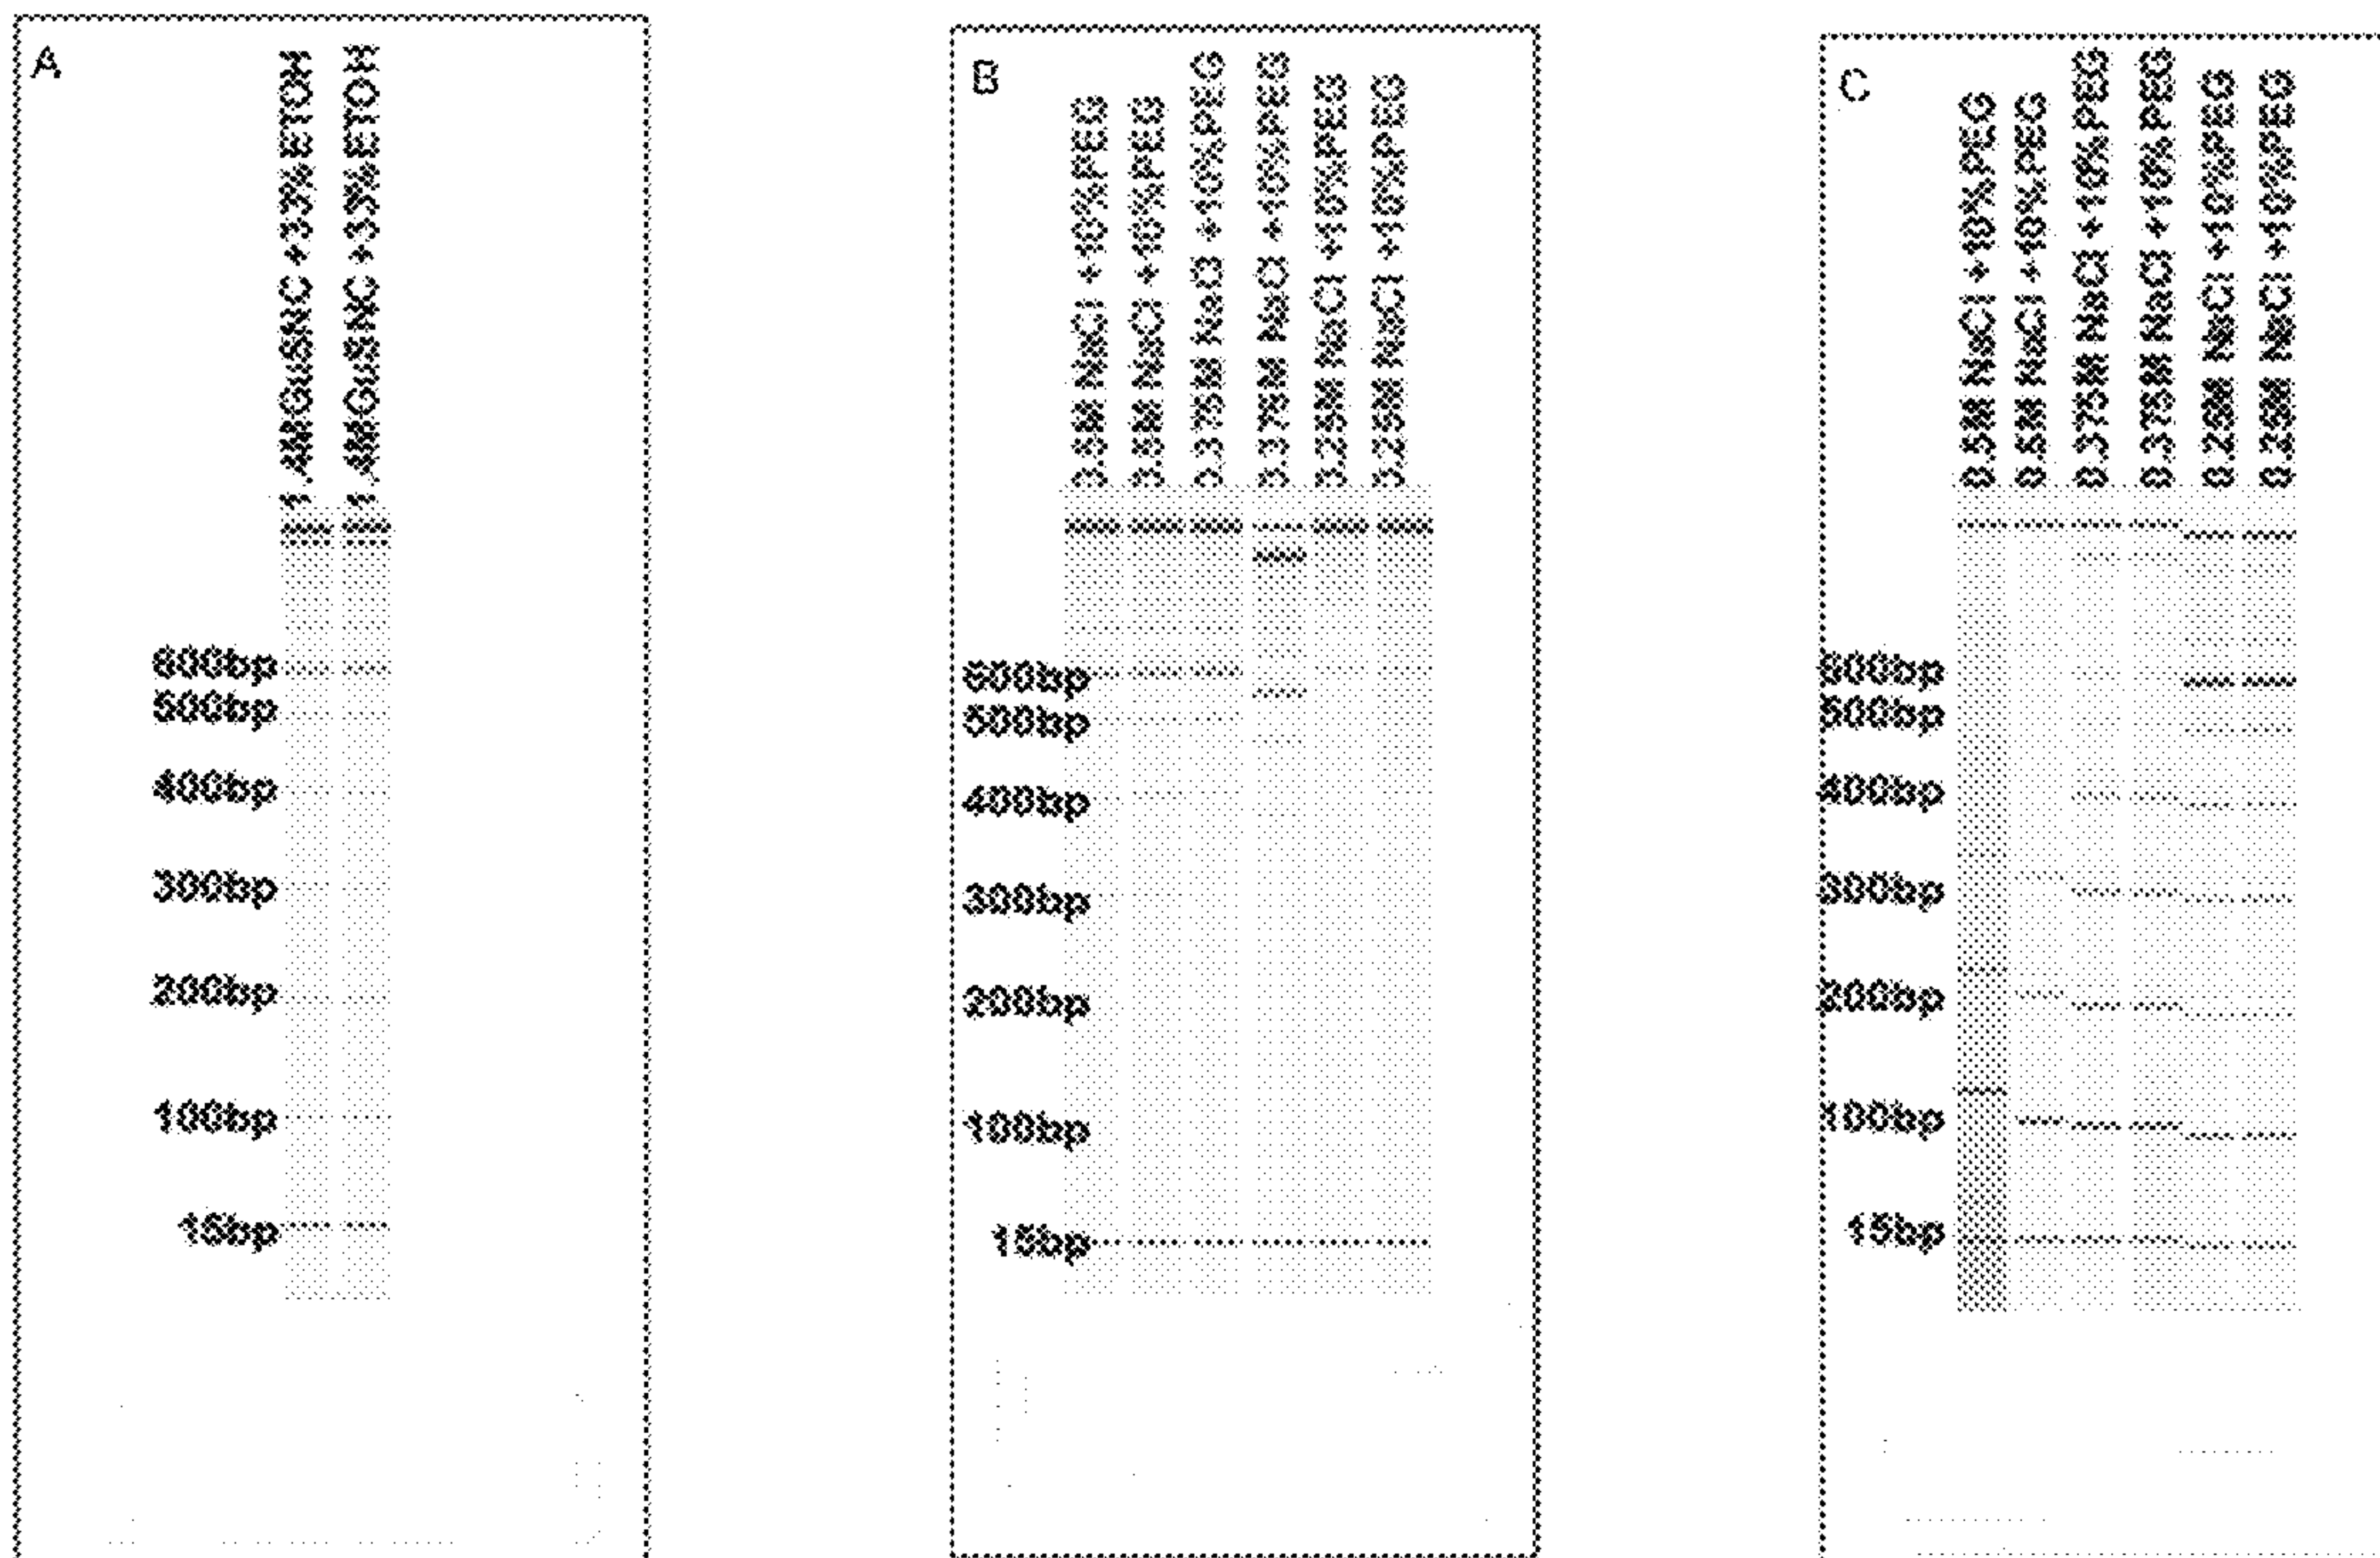 A
1.4MGuSNC +33%ETOH
1.4MGuSNC +33%ETOH
600bp
500bp
400bp
300bp
200bp
100bp
15bp
B
0.5M NaCl +10%PEG
0.5M NaCl +10%PEG
0.375M NaCl +10%PEG
0.375M NaCl +10%PEG
0.25M NaCl +10%PEG
0.25M NaCl +10%PEG
600bp
500bp
400bp
300bp
200bp
100bp
15bp
C
0.5M NaCl +10%PEG
0.5M NaCl +10%PEG
0.375M NaCl +10%PEG
0.375M NaCl +10%PEG
0.25M NaCl +10%PEG
0.25M NaCl +10%PEG
600bp
500bp
400bp
300bp
200bp
100bp
15bp